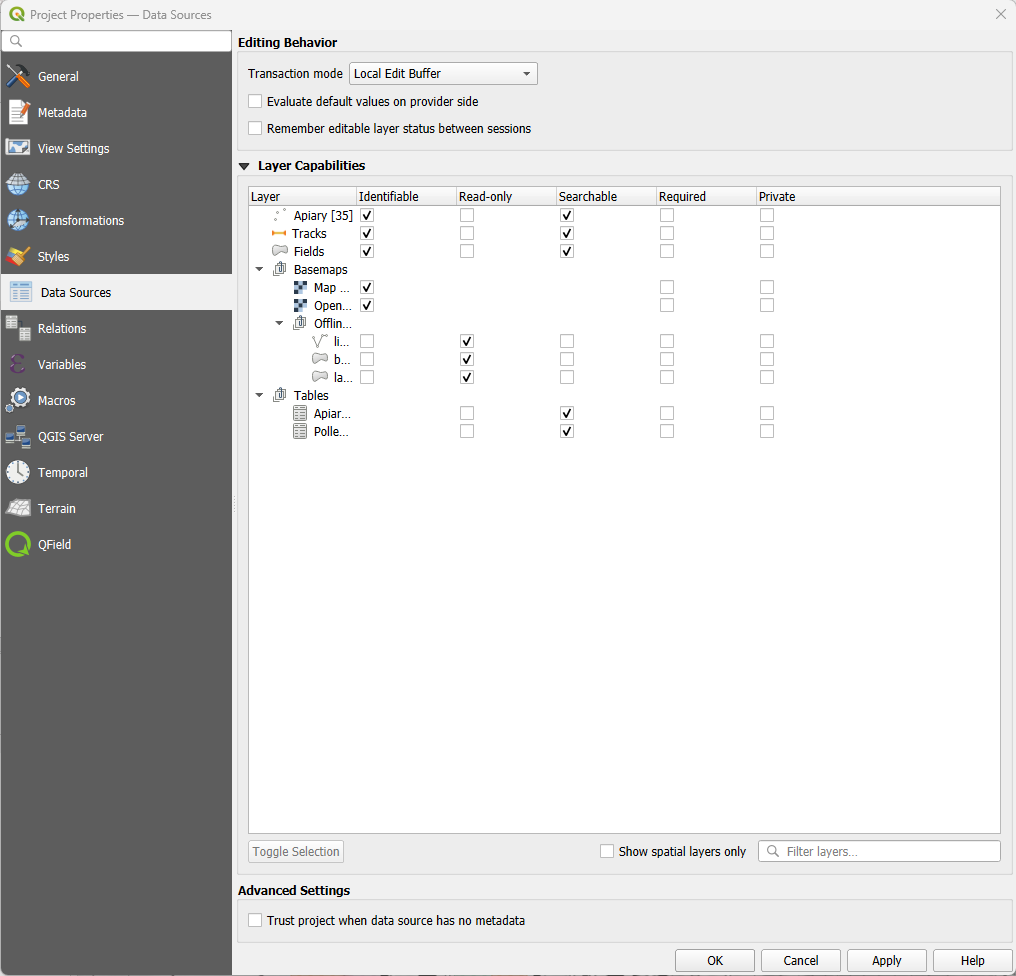 Project Properties — Data Sources
General
Metadata
View Settings
CRS
Transformations
Styles
Data Sources
Relations
Variables
Macros
QGIS Server
Temporal
Terrain
QField
Editing Behavior
Transaction mode Local Edit Buffer
Evaluate default values on provider side
Remember editable layer status between sessions
Layer Capabilities
Layer Identifiable Read-only Searchable Required Private
Apiary [35]
Tracks
Fields
Basemaps
Map ...
Open...
Offlin...
li...
b...
la...
Tables
Apiar...
Polle...
Toggle Selection Show spatial layers only Filter layers...
Advanced Settings
Trust project when data source has no metadata
OK Cancel Apply Help